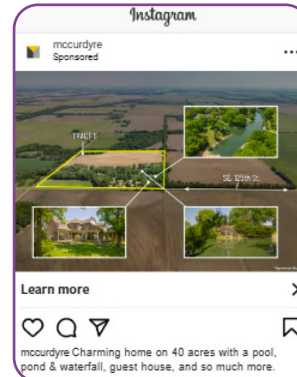 Instagram
mccurdyre
Sponsored
TRACT 1
SE 125th St.
Learn more
mccurdyre Charming home on 40 acres with a pool,
pond & waterfall, guest house, and so much more.